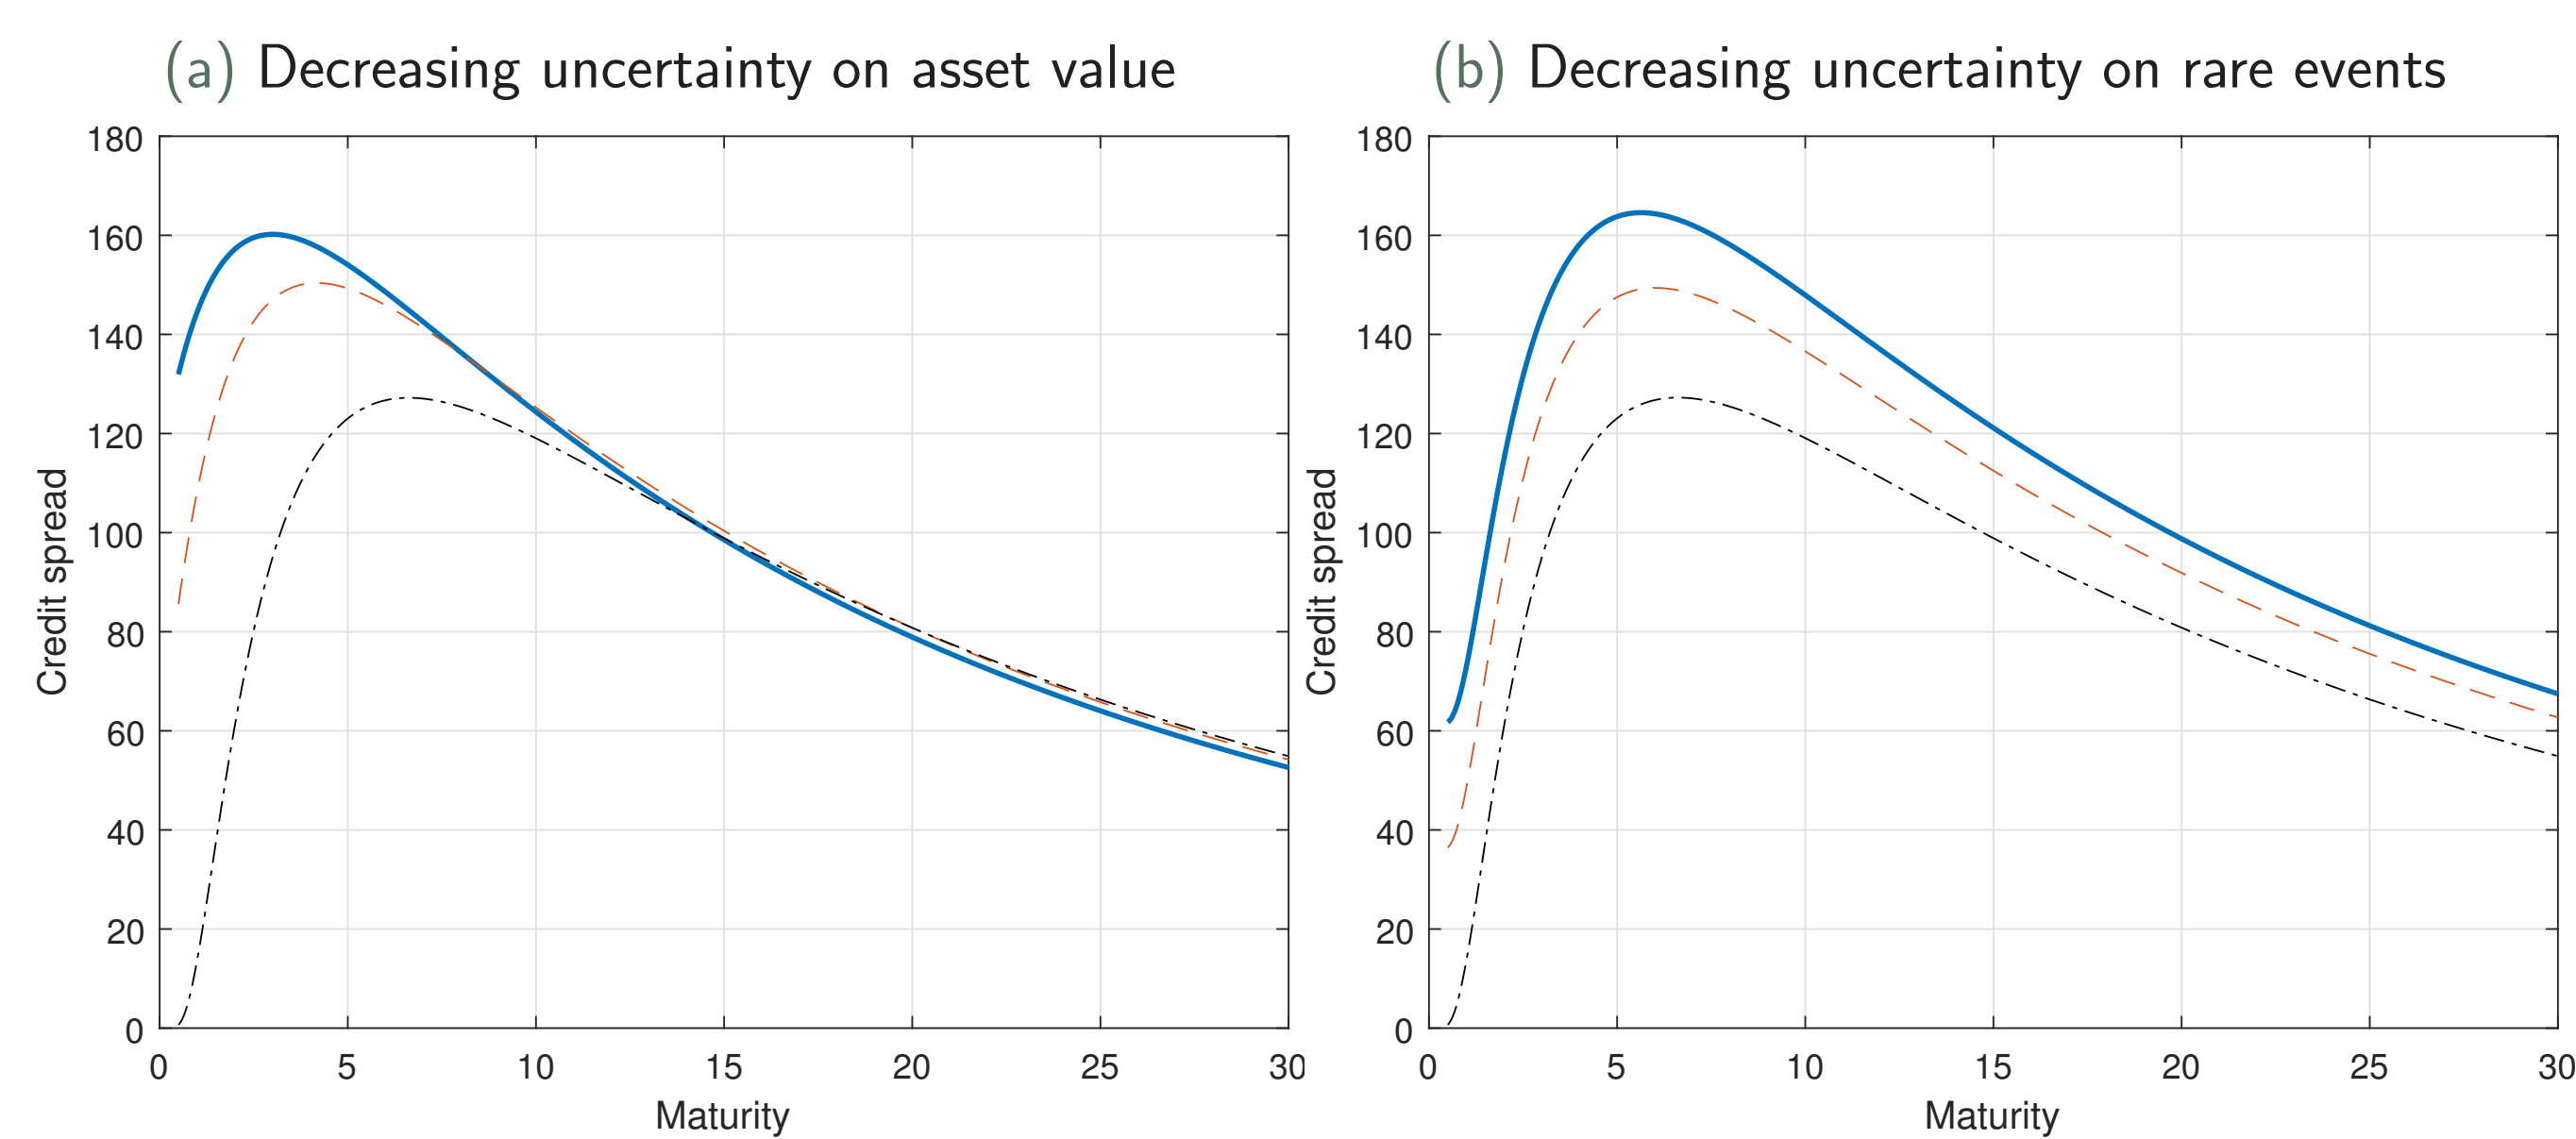 (a) Decreasing uncertainty on asset value
180
160
140
120
100
80
60
40
20
0
Credit spread
0 5 10 15 20 25 30
Maturity
(b) Decreasing uncertainty on rare events
180
160
140
120
100
80
60
40
20
0
Credit spread
0 5 10 15 20 25 30
Maturity